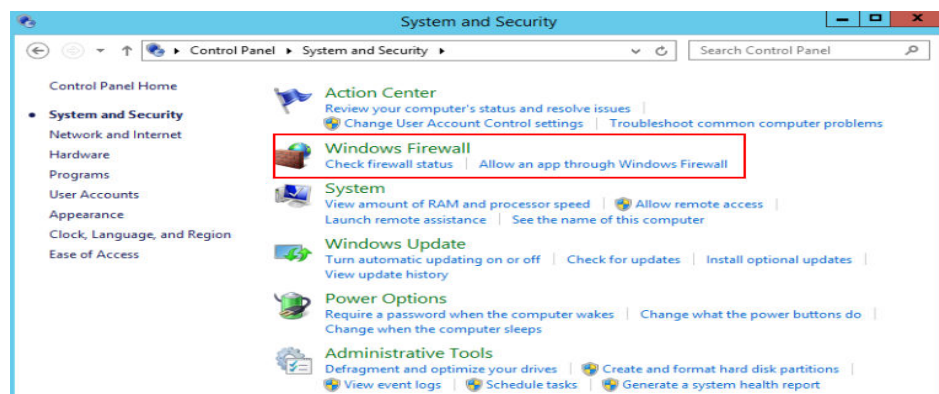 System and Security
Control Panel ▸ System and Security ▸
Search Control Panel
Control Panel Home
System and Security
Network and Internet
Hardware
Programs
User Accounts
Appearance
Clock, Language, and Region
Ease of Access
Action Center
Review your computer's status and resolve issues
Change User Account Control settings
Troubleshoot common computer problems
Windows Firewall
Check firewall status
Allow an app through Windows Firewall
System
View amount of RAM and processor speed
Allow remote access
Launch remote assistance
See the name of this computer
Windows Update
Turn automatic updating on or off
Check for updates
Install optional updates
View update history
Power Options
Require a password when the computer wakes
Change what the power buttons do
Change when the computer sleeps
Administrative Tools
Defragment and optimize your drives
Create and format hard disk partitions
View event logs
Schedule tasks
Generate a system health report